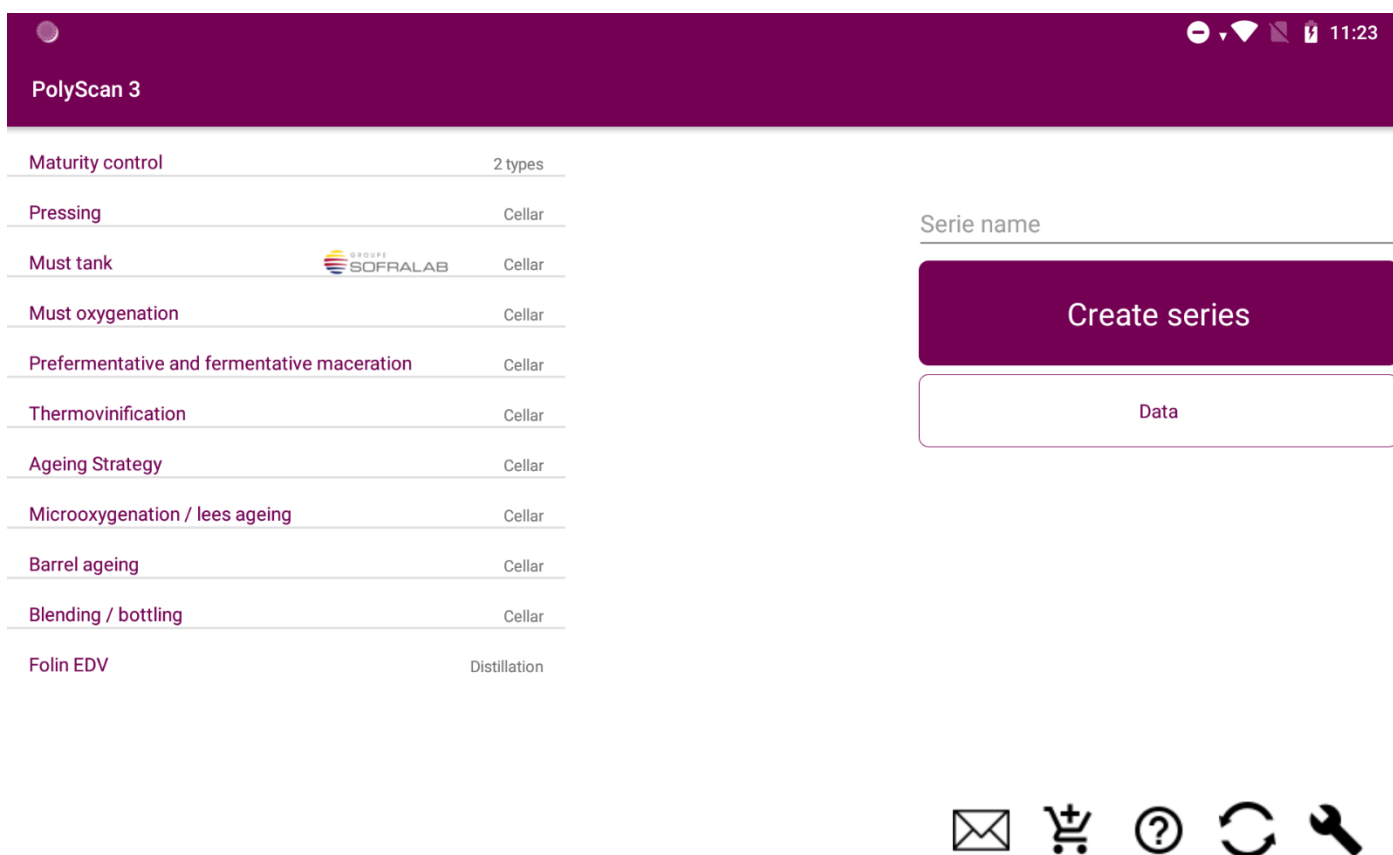 11:23
PolyScan 3
Maturity control 2 types
Pressing Cellar
Must tank GROUPE SOFRALAB Cellar
Must oxygenation Cellar
Prefermentative and fermentative maceration Cellar
Thermovinification Cellar
Ageing Strategy Cellar
Microoxygenation / lees ageing Cellar
Barrel ageing Cellar
Blending / bottling Cellar
Folin EDV Distillation
Serie name
Create series
Data